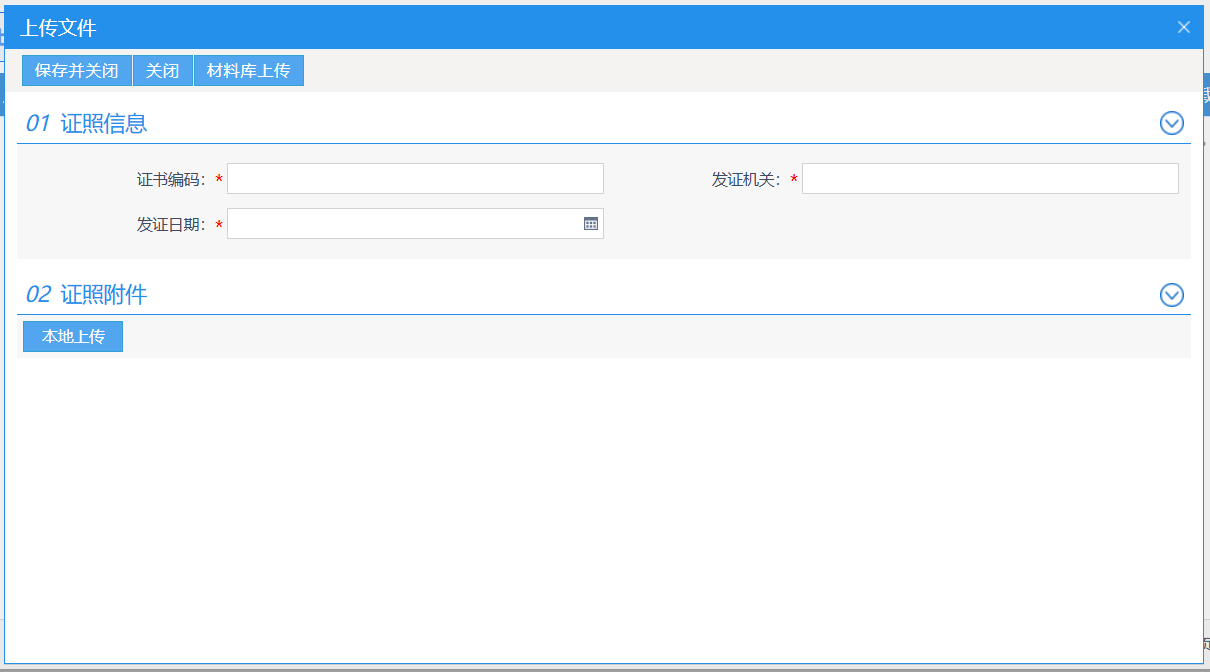 上传文件
保存并关闭 关闭 材料库上传
01 证照信息
证书编码：* 发证机关：*
发证日期：*
02 证照附件
本地上传